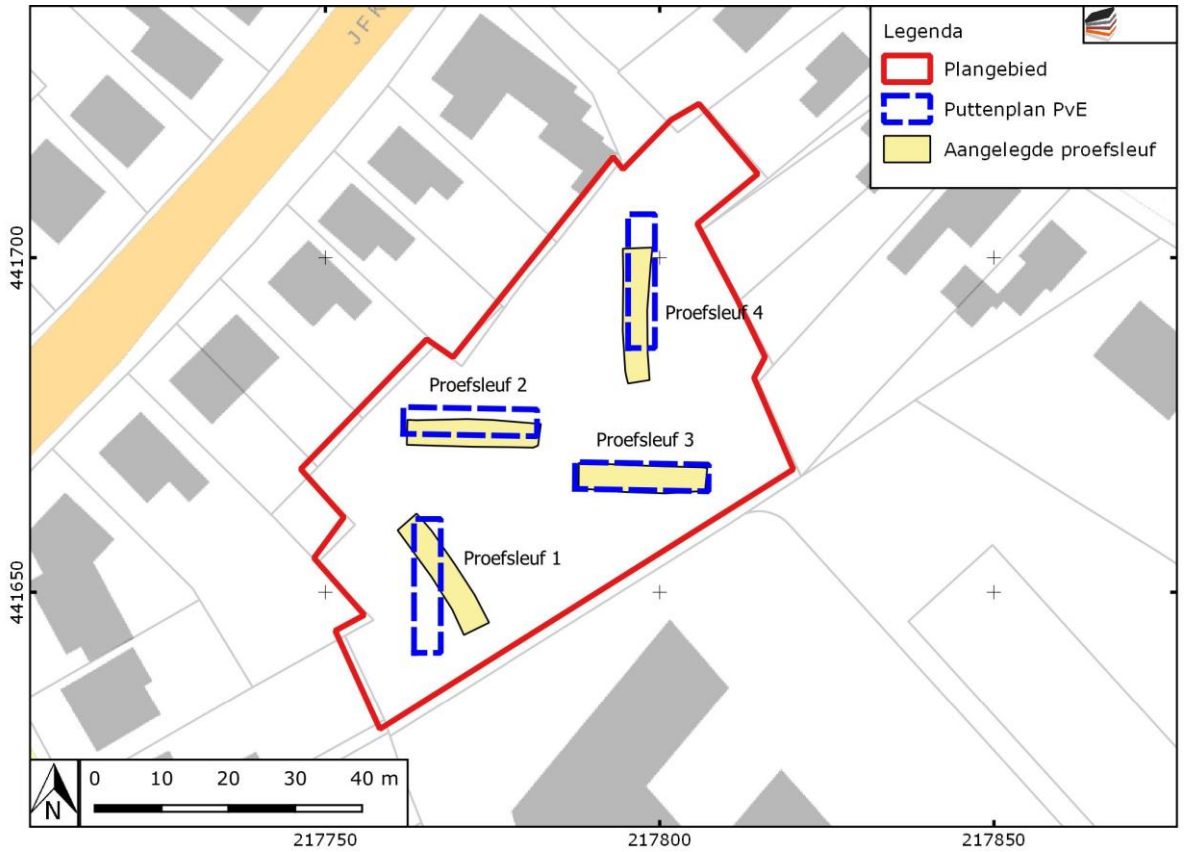 JFK
Legenda
Plangebied
Puttenplan PvE
Aangelegde proefsleuf
441700
Proefsleuf 4
Proefsleuf 2
Proefsleuf 3
Proefsleuf 1
441650
0 10 20 30 40 m
N
217750 217800 217850